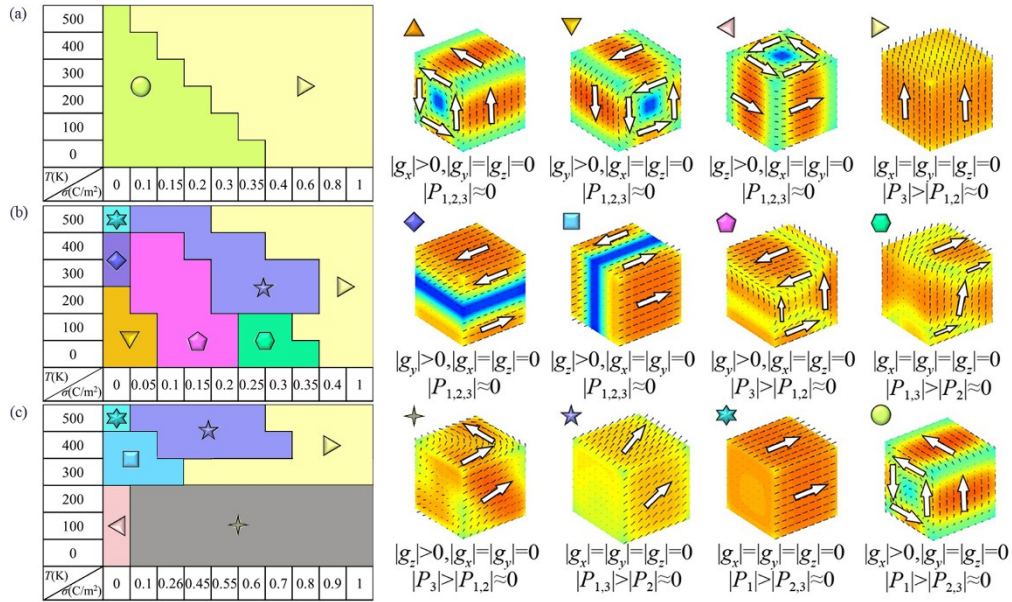 (a)
500
400
300
200
100
0
T(K)
σ(C/m²)
0 0.1 0.15 0.2 0.3 0.35 0.4 0.6 0.8 1
(b)
500
400
300
200
100
0
T(K)
σ(C/m²)
0 0.05 0.1 0.15 0.2 0.25 0.3 0.35 0.4 1
(c)
500
400
300
200
100
0
T(K)
σ(C/m²)
0 0.1 0.26 0.45 0.55 0.6 0.7 0.8 0.9 1
|gx|>0,|gy|=|gz|=0
|P1,2,3|≈0
|gy|>0,|gx|=|gz|=0
|P1,2,3|≈0
|gz|>0,|gx|=|gy|=0
|P1,2,3|≈0
|gx|=|gy|=|gz|=0
|P3|>|P1,2|≈0
|gy|>0,|gx|=|gz|=0
|P1,2,3|≈0
|gz|>0,|gx|=|gy|=0
|P1,2,3|≈0
|gy|>0,|gx|=|gz|=0
|P3|>|P1,2|≈0
|gx|=|gy|=|gz|=0
|P1,3|>|P2|≈0
|gz|>0,|gx|=|gy|=0
|P3|>|P1,2|≈0
|gx|=|gy|=|gz|=0
|P1,3|>|P2|≈0
|gx|=|gy|=|gz|=0
|P1|>|P2,3|≈0
|gx|>0,|gy|=|gz|=0
|P1|>|P2,3|≈0